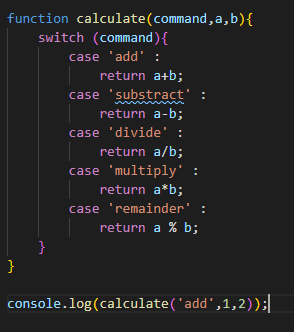 function calculate(command,a,b){
    switch (command){
        case 'add' :
            return a+b;
        case 'substract' :
            return a-b;
        case 'divide' :
            return a/b;
        case 'multiply' :
            return a*b;
        case 'remainder' :
            return a % b;
    }
}

console.log(calculate('add',1,2));